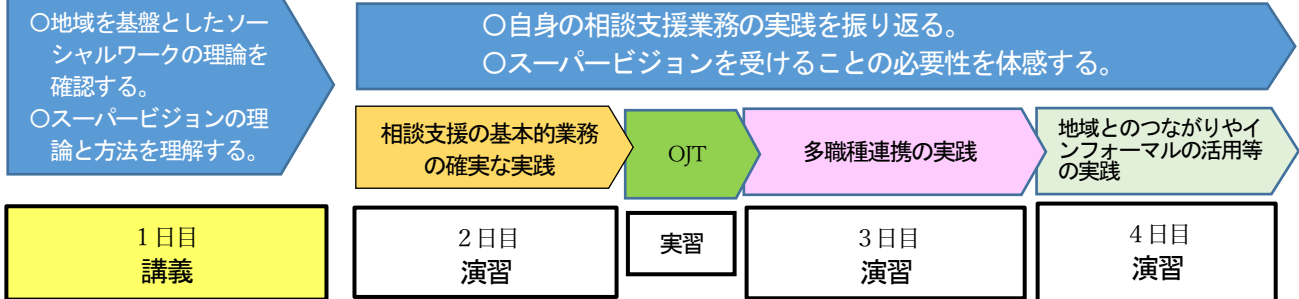 ○地域を基盤としたソー
シャルワークの理論を
確認する。
○スーパービジョンの理
論と方法を理解する。
○自身の相談支援業務の実践を振り返る。
○スーパービジョンを受けることの必要性を体感する。
相談支援の基本的業務
の確実な実践
OJT
多職種連携の実践
地域とのつながりやイ
ンフォーマルの活用等
の実践
1日目
講義
2日目
演習
実習
3日目
演習
4日目
演習